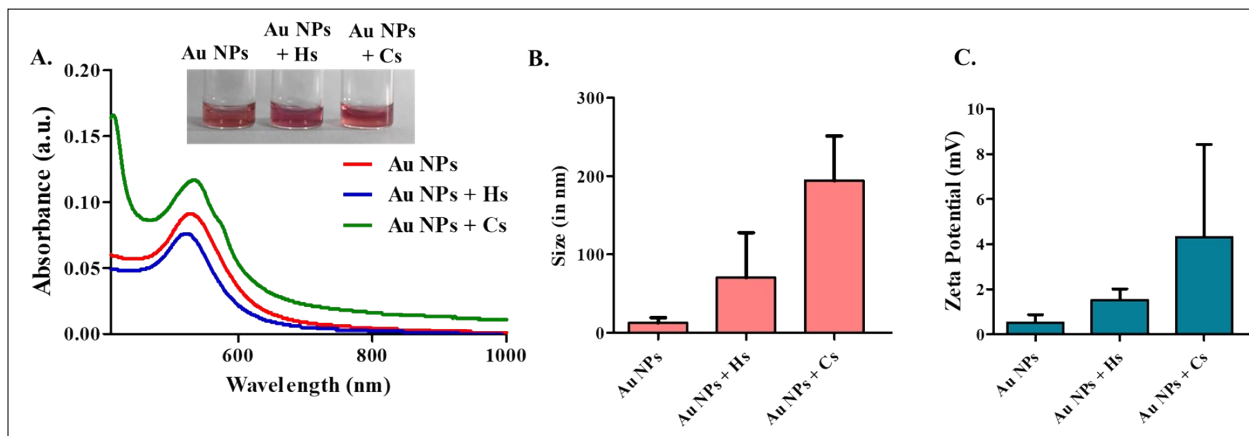 A.
Au NPs
Au NPs
+ Hs
Au NPs
+ Cs
0.20
0.15
0.10
0.05
0.00
Absorbance (a.u.)
600
800
1000
Wavelength (nm)
Au NPs
Au NPs + Hs
Au NPs + Cs
B.
300
200
100
0
Size (in nm)
Au NPs
Au NPs + Hs
Au NPs + Cs
C.
10
8
6
4
2
0
Zeta Potential (mV)
Au NPs
Au NPs + Hs
Au NPs + Cs